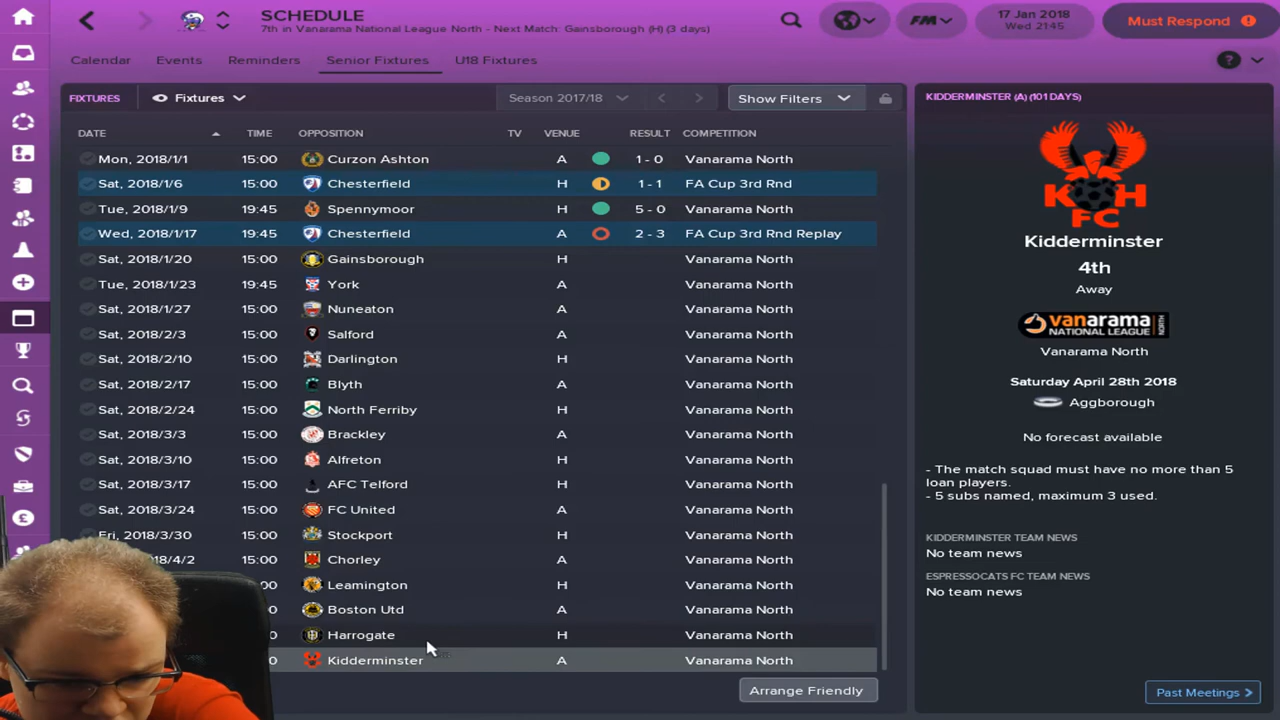 SCHEDULE
7th in Vanarama National League North - Next Match: Gainsborough (H) (3 days)
FM
17 Jan 2018
Wed 21:45
Must Respond
Calendar Events Reminders Senior Fixtures U18 Fixtures
FIXTURES Fixtures Season 2017/18 Show Filters
DATE TIME OPPOSITION TV VENUE RESULT COMPETITION
Mon, 2018/1/1 15:00 Curzon Ashton A 1 - 0 Vanarama North
Sat, 2018/1/6 15:00 Chesterfield H 1 - 1 FA Cup 3rd Rnd
Tue, 2018/1/9 19:45 Spennymoor H 5 - 0 Vanarama North
Wed, 2018/1/17 19:45 Chesterfield A 2 - 3 FA Cup 3rd Rnd Replay
Sat, 2018/1/20 15:00 Gainsborough H Vanarama North
Tue, 2018/1/23 19:45 York A Vanarama North
Sat, 2018/1/27 15:00 Nuneaton A Vanarama North
Sat, 2018/2/3 15:00 Salford A Vanarama North
Sat, 2018/2/10 15:00 Darlington H Vanarama North
Sat, 2018/2/17 15:00 Blyth A Vanarama North
Sat, 2018/2/24 15:00 North Ferriby H Vanarama North
Sat, 2018/3/3 15:00 Brackley A Vanarama North
Sat, 2018/3/10 15:00 Alfreton H Vanarama North
Sat, 2018/3/17 15:00 AFC Telford H Vanarama North
Sat, 2018/3/24 15:00 FC United A Vanarama North
Fri, 2018/3/30 15:00 Stockport H Vanarama North
18/4/2 15:00 Chorley A Vanarama North
Leamington H Vanarama North
Boston Utd A Vanarama North
Harrogate H Vanarama North
Kidderminster A Vanarama North
Arrange Friendly
KIDDERMINSTER (A) (101 DAYS)
KH
FC
Kidderminster
4th
Away
vanarama
NATIONAL LEAGUE NORTH
Vanarama North
Saturday April 28th 2018
Aggborough
No forecast available
- The match squad must have no more than 5
loan players.
- 5 subs named, maximum 3 used.
KIDDERMINSTER TEAM NEWS
No team news
ESPRESSOCATS FC TEAM NEWS
No team news
Past Meetings >